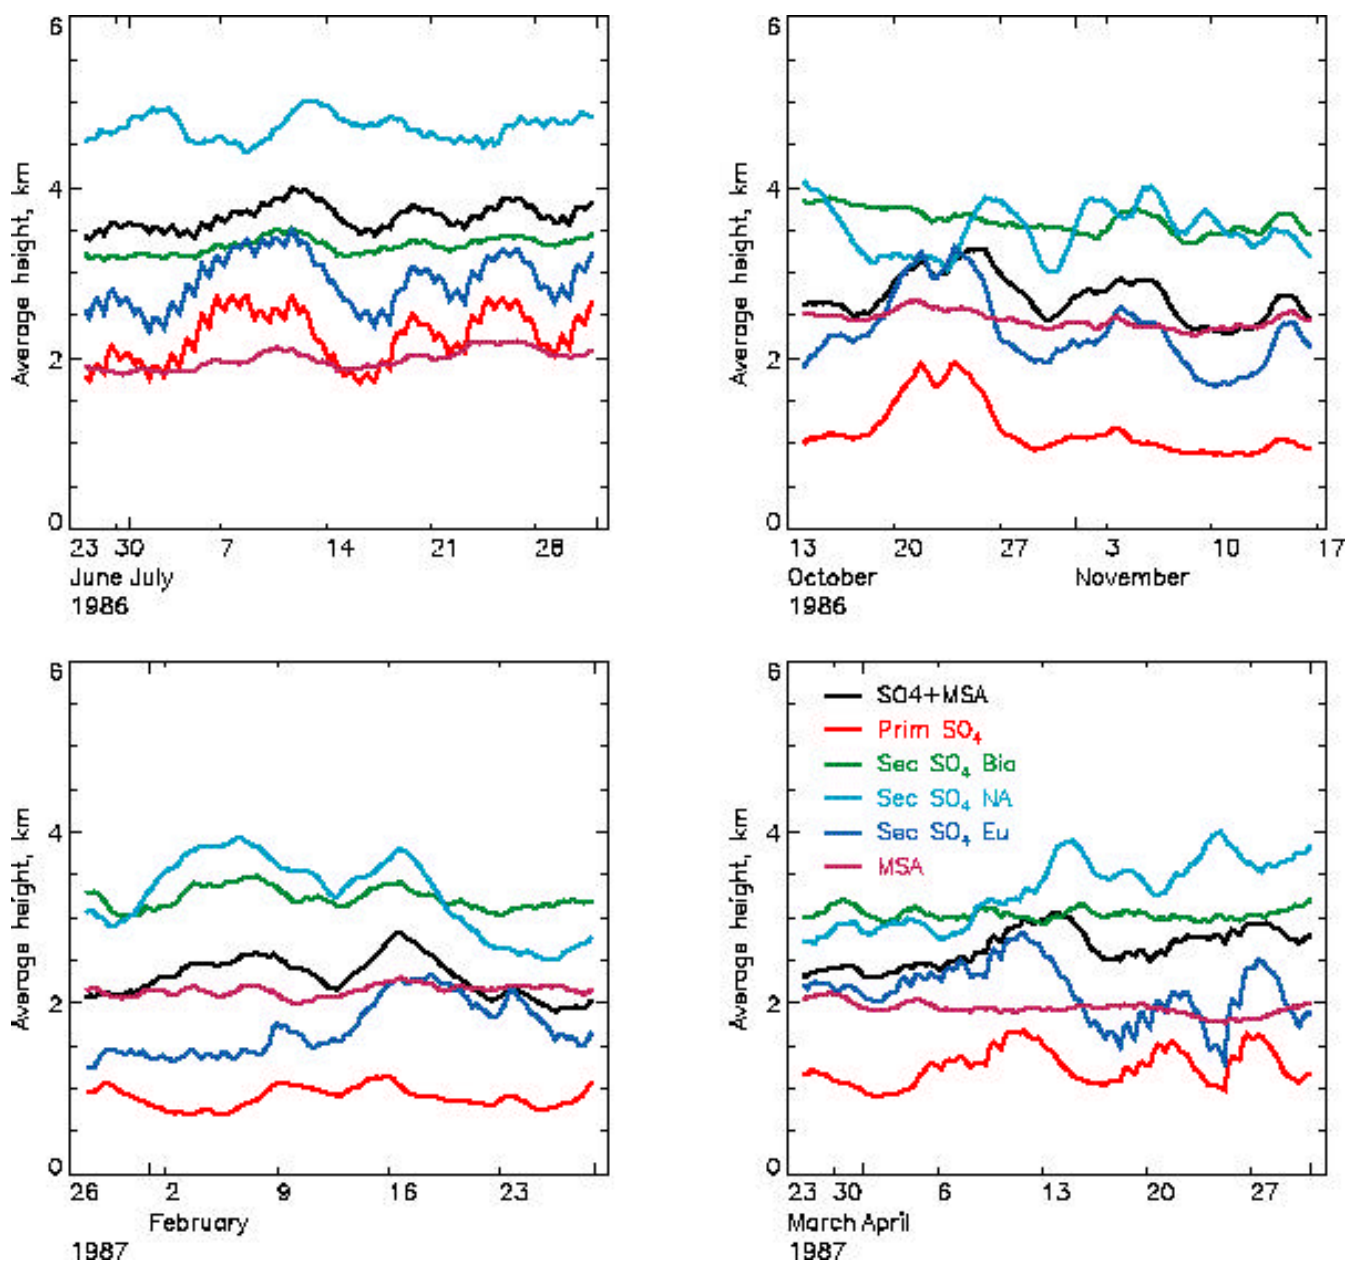 6
4
2
0
Average height, km
23 30 7 14 21 28
June July
1986
6
4
2
0
Average height, km
13 20 27 3 10 17
October November
1986
6
4
2
0
Average height, km
26 2 9 16 23
February
1987
6
4
2
0
Average height, km
SO4+MSA
Prim SO₄
Sec SO₄ Bio
Sec SO₄ NA
Sec SO₄ Eu
MSA
23 30 6 13 20 27
March April
1987